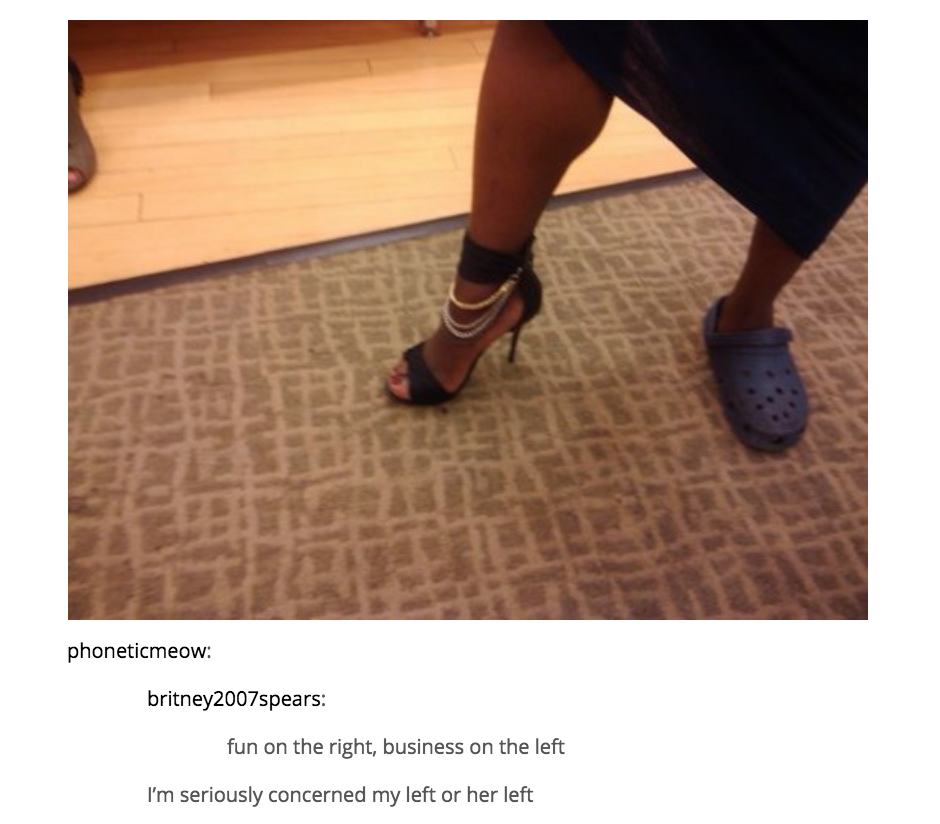 phoneticmeow:
britney2007spears:
fun on the right, business on the left
I'm seriously concerned my left or her left